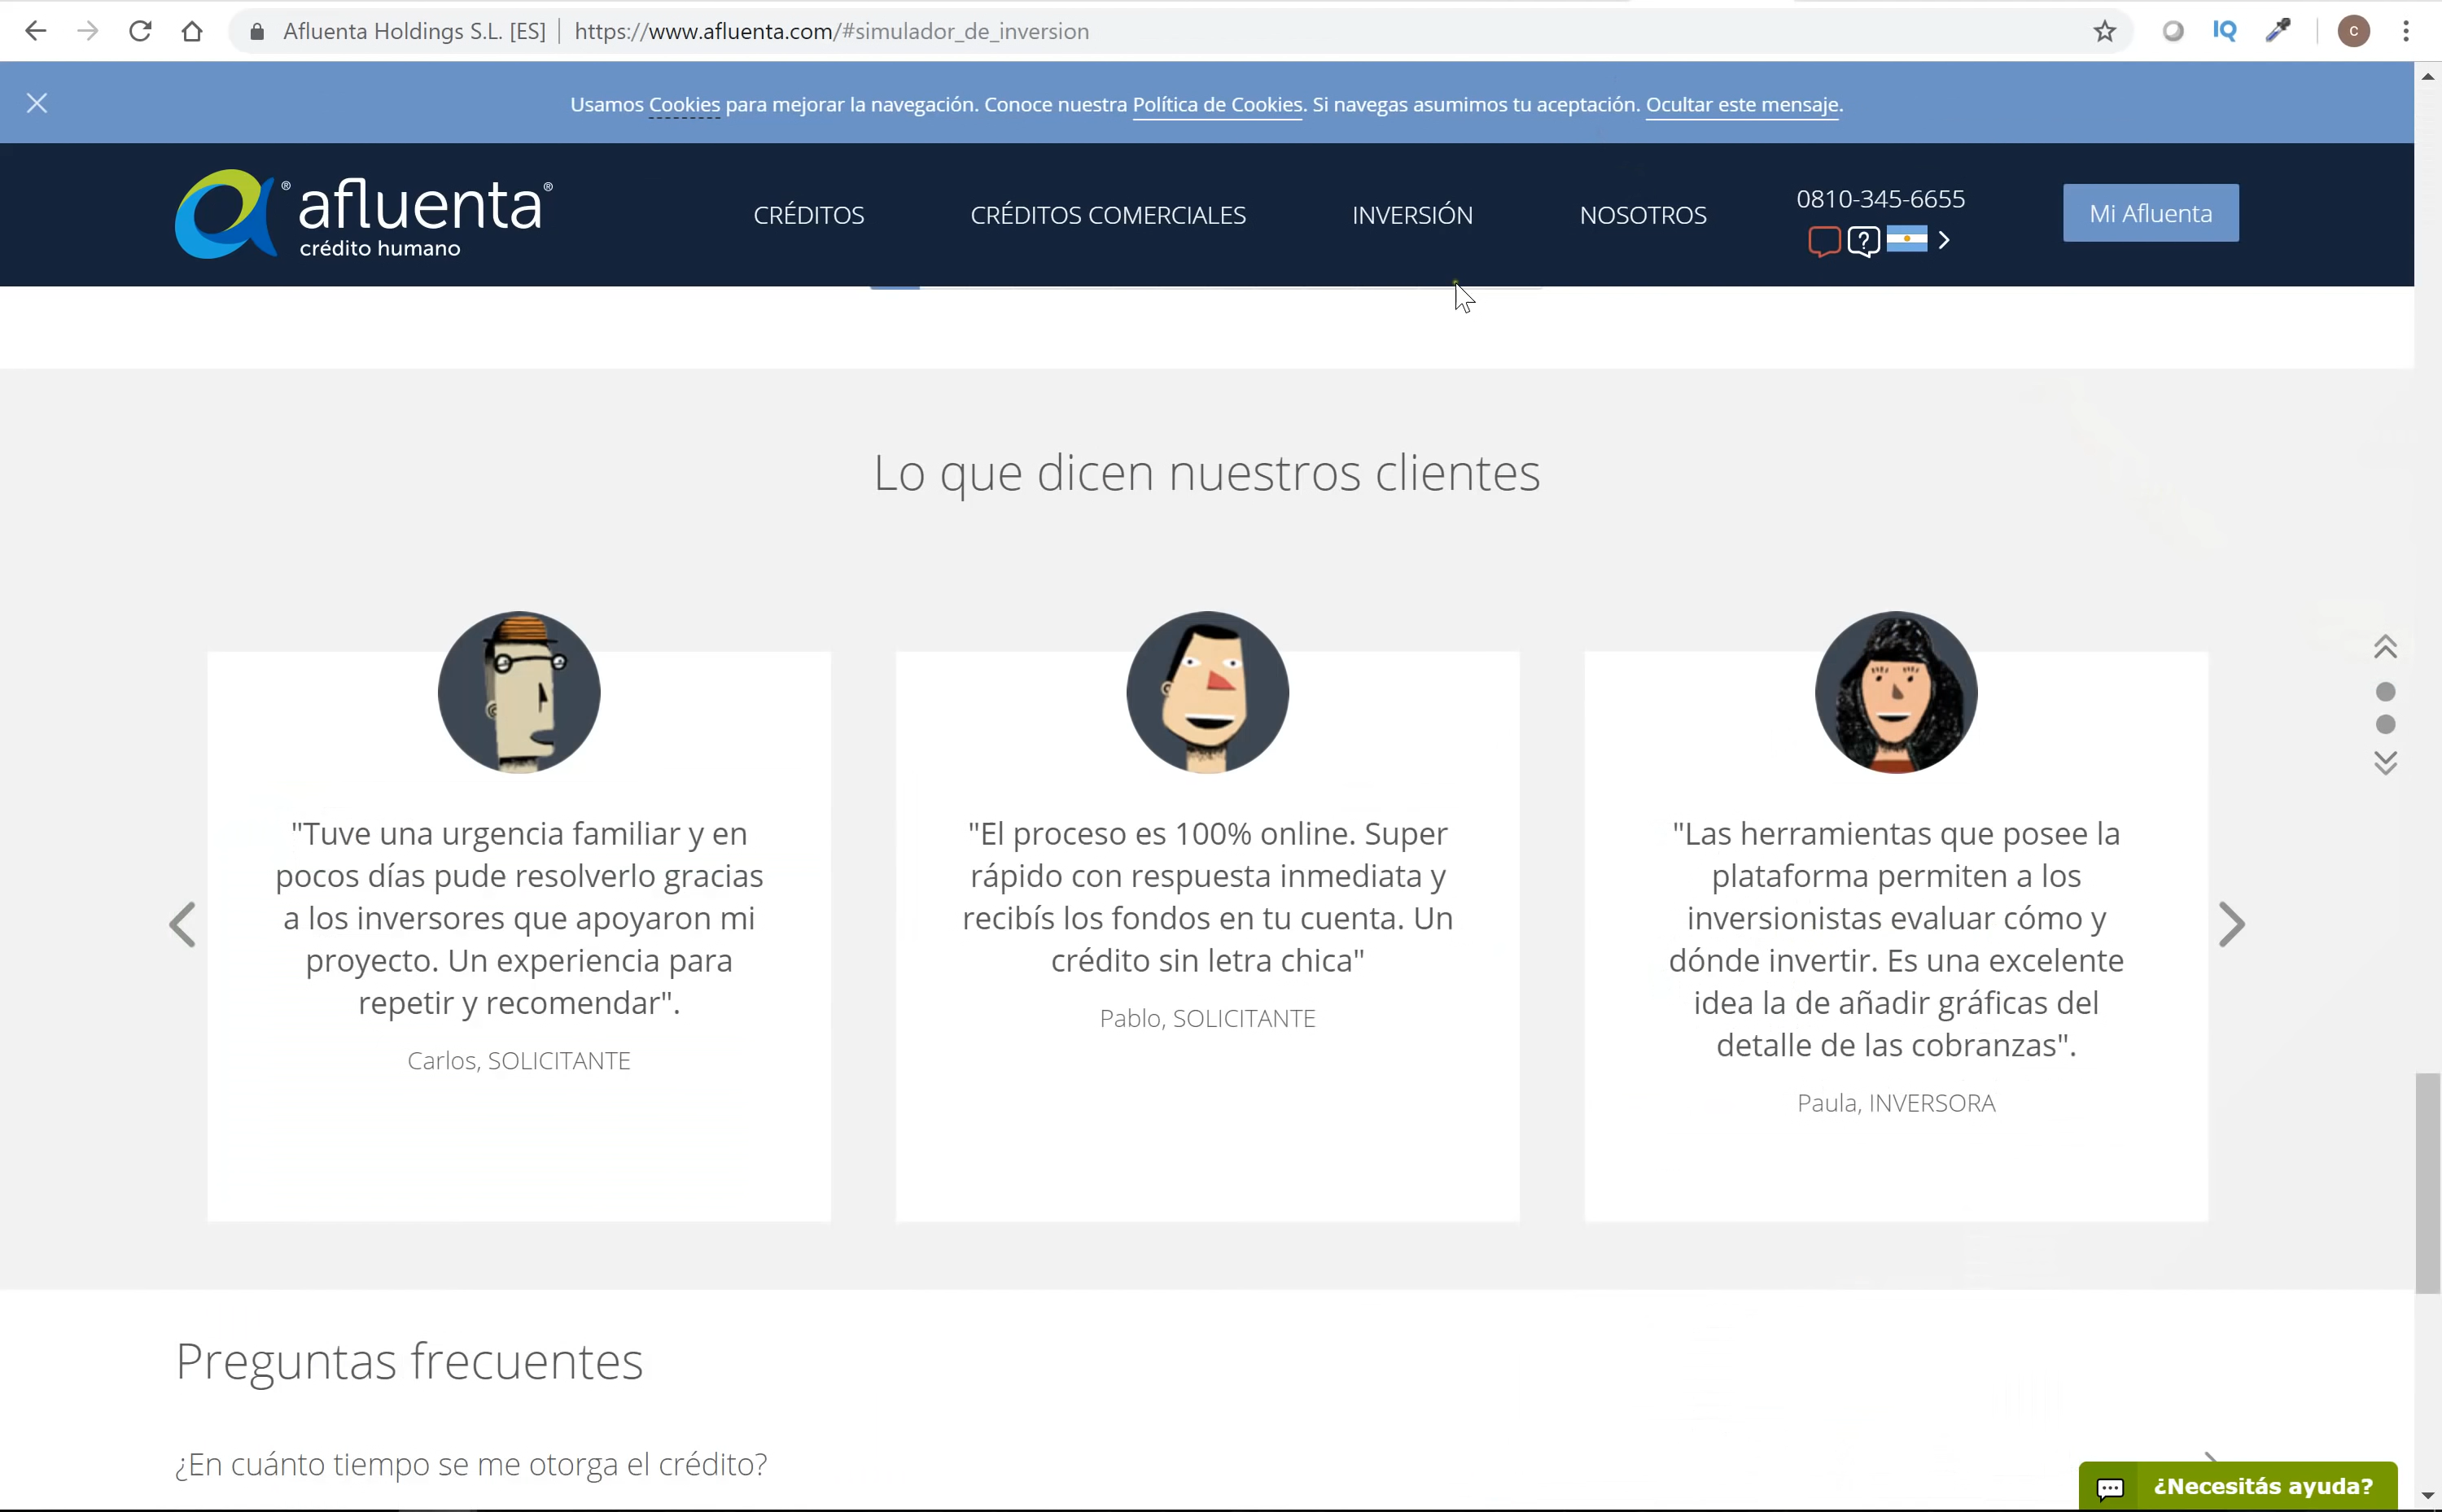 Afluenta Holdings S.L. [ES] https://www.afluenta.com/#simulador_de_inversion
IQ
c
Usamos Cookies para mejorar la navegación. Conoce nuestra Política de Cookies. Si navegas asumimos tu aceptación. Ocultar este mensaje.
afluenta®
crédito humano
CRÉDITOS
CRÉDITOS COMERCIALES
INVERSIÓN
NOSOTROS
0810-345-6655
Mi Afluenta
Lo que dicen nuestros clientes
"Tuve una urgencia familiar y en
pocos días pude resolverlo gracias
a los inversores que apoyaron mi
proyecto. Un experiencia para
repetir y recomendar".
Carlos, SOLICITANTE
"El proceso es 100% online. Super
rápido con respuesta inmediata y
recibís los fondos en tu cuenta. Un
crédito sin letra chica"
Pablo, SOLICITANTE
"Las herramientas que posee la
plataforma permiten a los
inversionistas evaluar cómo y
dónde invertir. Es una excelente
idea la de añadir gráficas del
detalle de las cobranzas".
Paula, INVERSORA
Preguntas frecuentes
¿En cuánto tiempo se me otorga el crédito?
¿Necesitás ayuda?